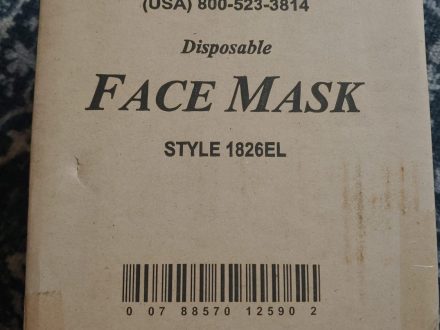 (USA) 800-523-3814
Disposable
FACE MASK
STYLE 1826EL
0 07 88570 12590 2